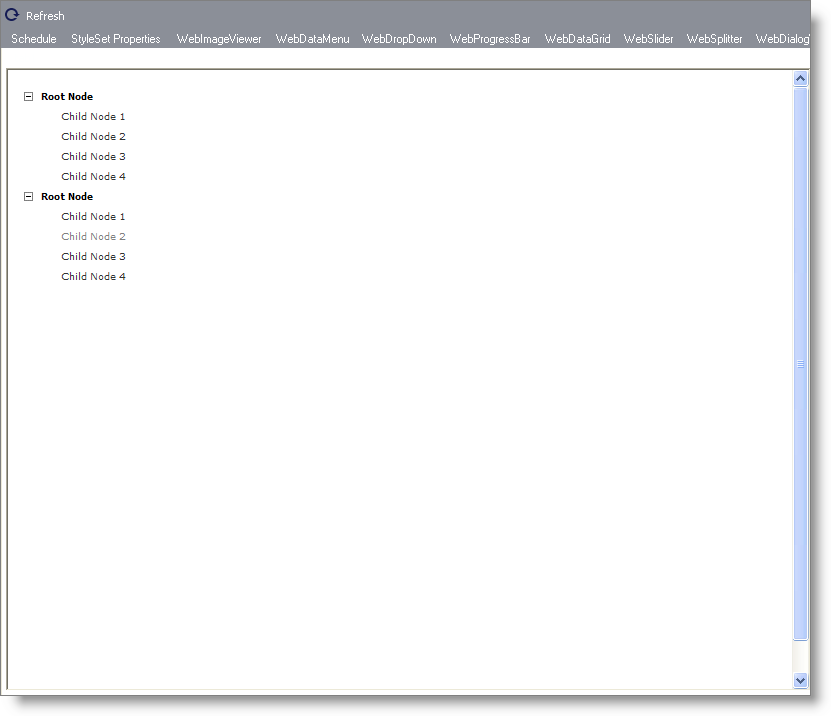 Refresh
Schedule StyleSet Properties WebImageViewer WebDataMenu WebDropDown WebProgressBar WebDataGrid WebSlider WebSplitter WebDialog
Root Node
Child Node 1
Child Node 2
Child Node 3
Child Node 4
Root Node
Child Node 1
Child Node 2
Child Node 3
Child Node 4